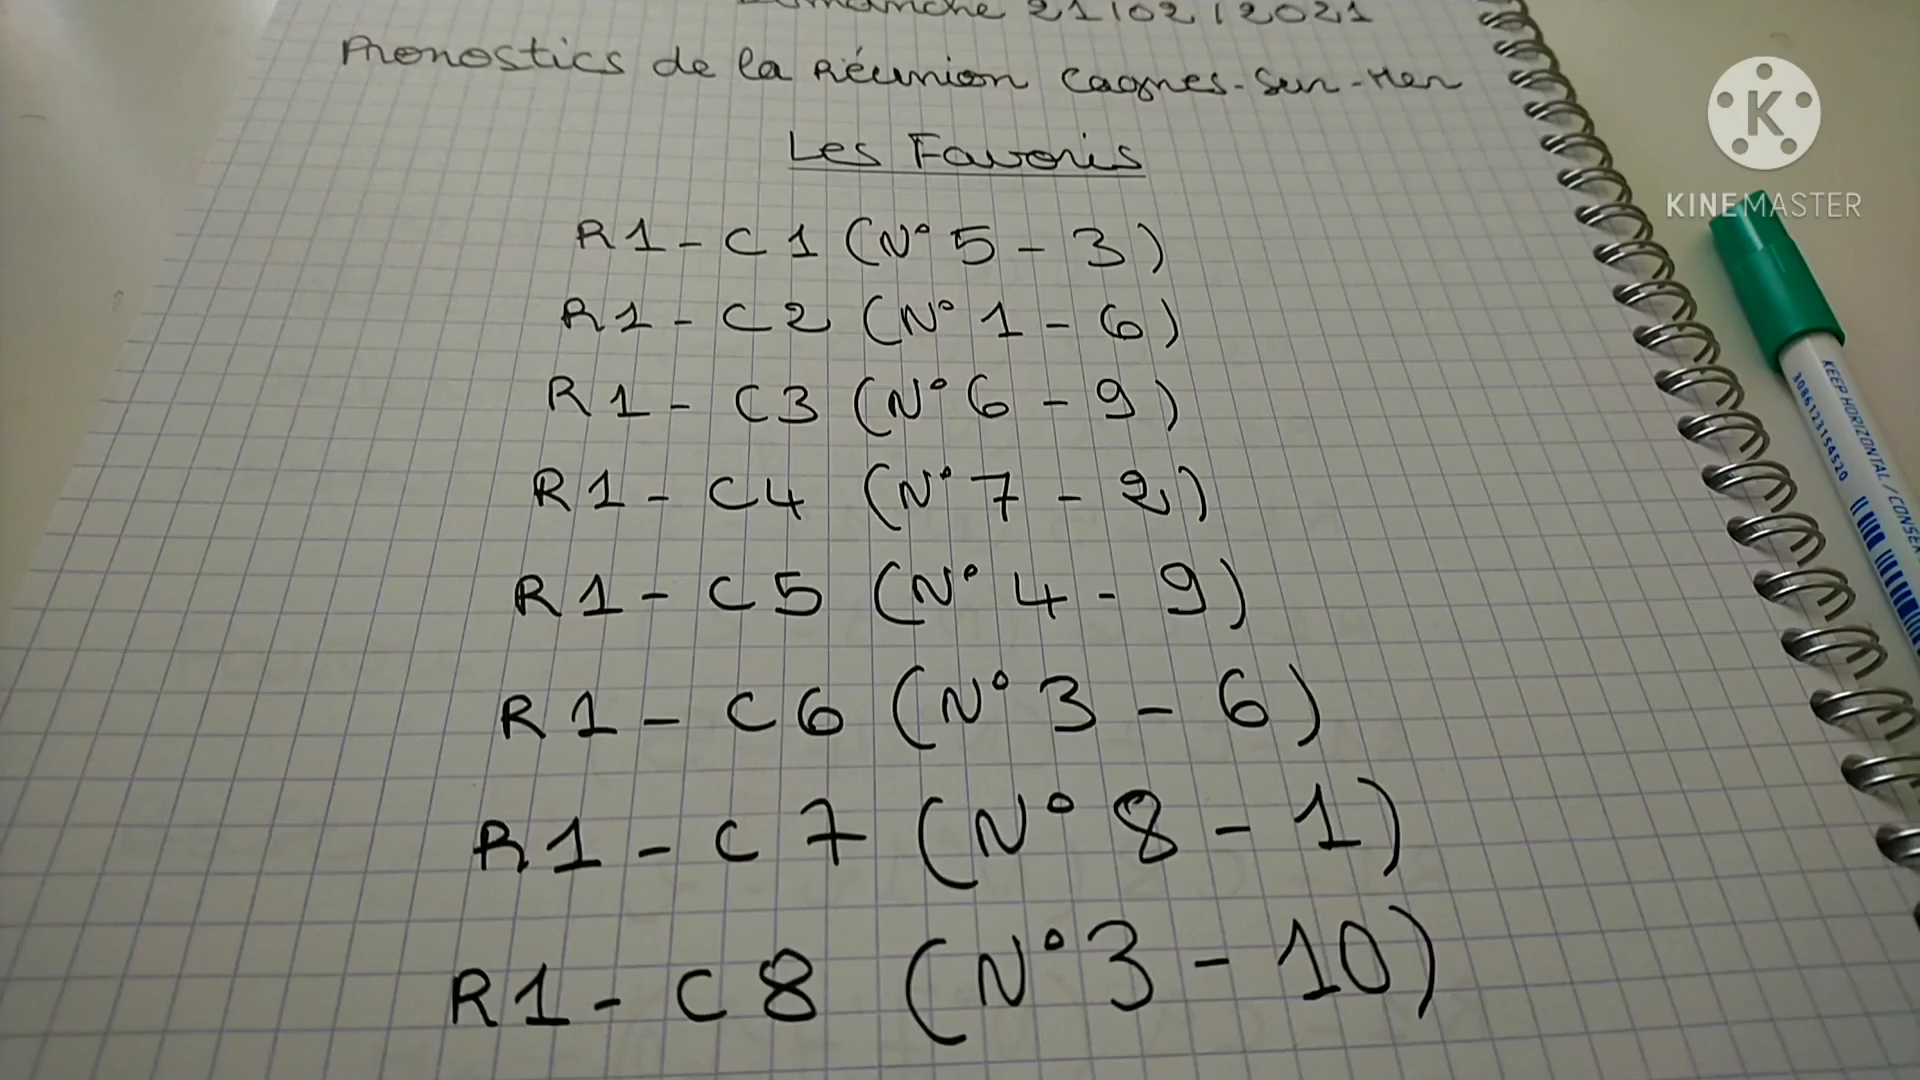 Dimanche 21/02/2021
Pronostics de la Réunion Cagnes-Sur-Mer
Les Favoris
R1-C1 (N° 5-3)
R1-C2 (N° 1-6)
R1-C3 (N° 6-9)
R1-C4 (N° 7-2)
R1-C5 (N° 4-9)
R1-C6 (N° 3-6)
R1-C7 (N° 8-1)
R1-C8 (N° 3-10)
K
KINEMASTER
KEEP HORIZONTAL / CONSER
3086123154520